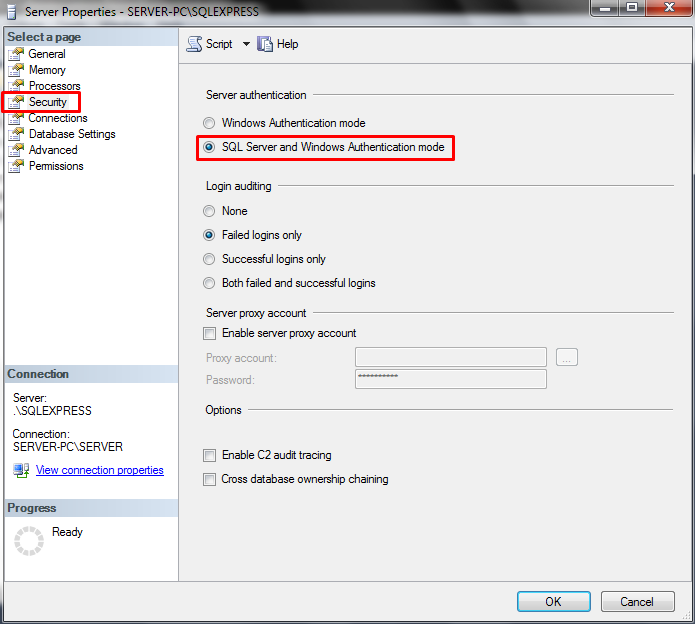 Server Properties - SERVER-PC\SQLEXPRESS
Select a page
General
Memory
Processors
Security
Connections
Database Settings
Advanced
Permissions
Connection
Server:
.\SQLEXPRESS
Connection:
SERVER-PC\SERVER
View connection properties
Progress
Ready
Script
Help
Server authentication
Windows Authentication mode
SQL Server and Windows Authentication mode
Login auditing
None
Failed logins only
Successful logins only
Both failed and successful logins
Server proxy account
Enable server proxy account
Proxy account:
...
Password:
**********
Options
Enable C2 audit tracing
Cross database ownership chaining
OK
Cancel